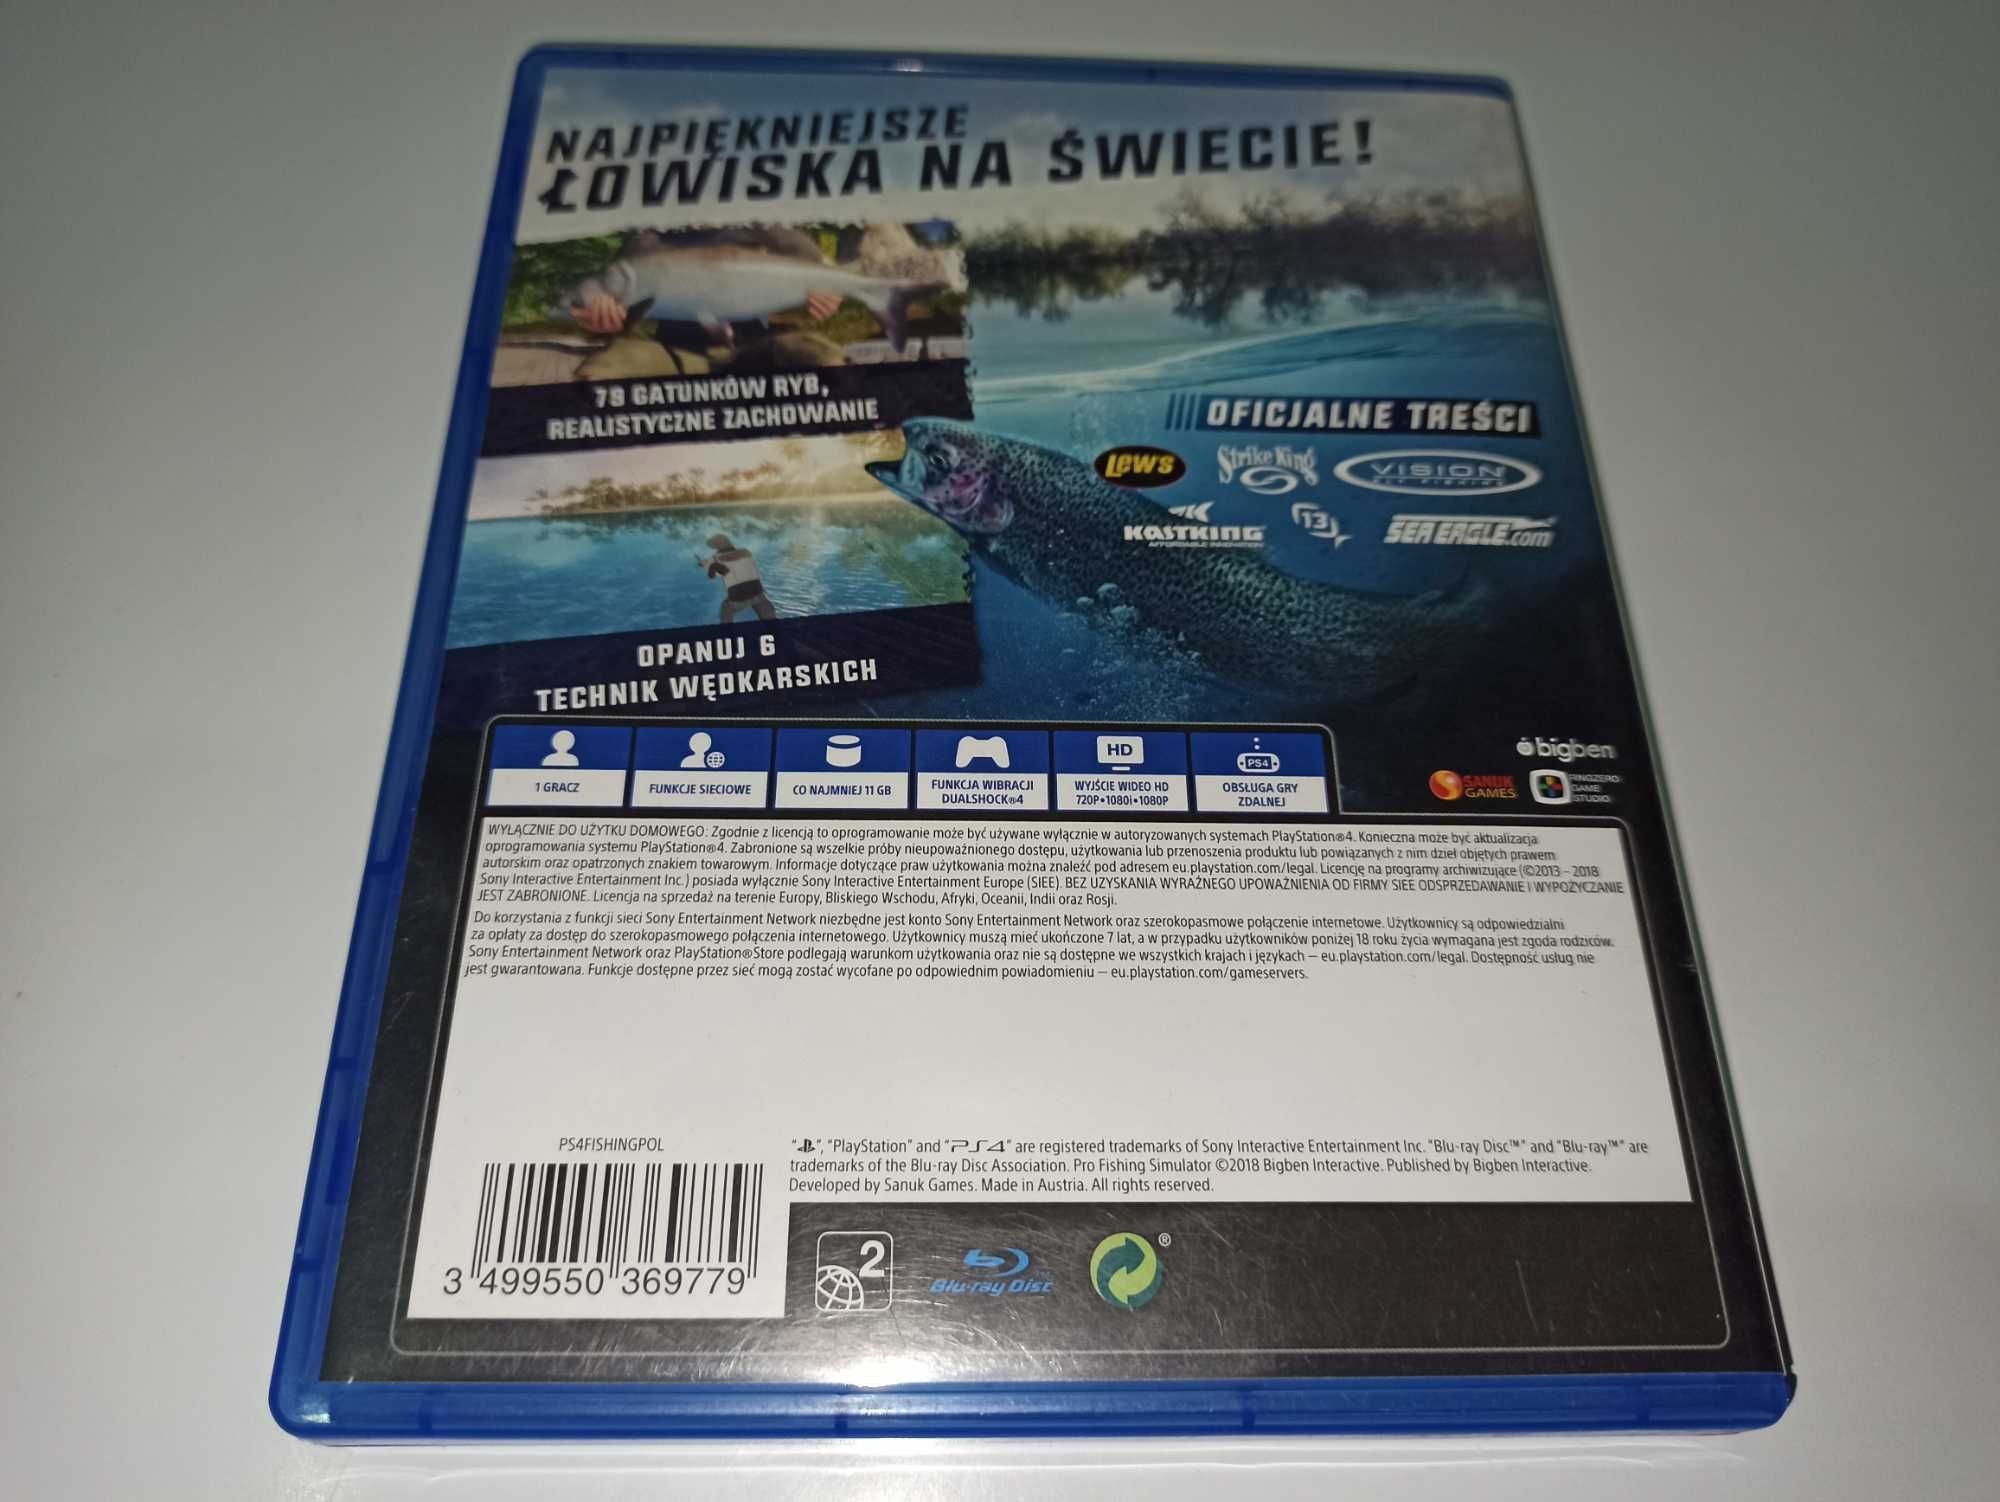 NAJPIĘKNIEJSZE
ŁOWISKA NA ŚWIECIE!
78 GATUNKÓW RYB,
REALISTYCZNE ZACHOWANIE
OFICJALNE TREŚCI
Lew's
Strike King
VISION
FLY FISHING
KASTKING
AFFORDABLE INNOVATION
13
SEA EAGLE.com
OPANUJ 6
TECHNIK WĘDKARSKICH
bigben
SANUK
GAMES
RINGZERO
GAME
STUDIO
HD
PS4
1 GRACZ
FUNKCJE SIECIOWE
CO NAJMNIEJ 11 GB
FUNKCJA WIBRACJI
DUALSHOCK®4
WYJŚCIE WIDEO HD
720P•1080i•1080P
OBSŁUGA GRY
ZDALNEJ
WYŁĄCZNIE DO UŻYTKU DOMOWEGO: Zgodnie z licencją to oprogramowanie może być używane wyłącznie w autoryzowanych systemach PlayStation®4. Konieczna może być aktualizacja
oprogramowania systemu PlayStation®4. Zabronione są wszelkie próby nieupoważnionego dostępu, użytkowania lub przenoszenia produktu lub powiązanych z nim dzieł objętych prawem
autorskim oraz opatrzonych znakiem towarowym. Informacje dotyczące praw użytkowania można znaleźć pod adresem eu.playstation.com/legal. Licencję na programy archiwizujące (©2013 - 2018
Sony Interactive Entertainment Inc.) posiada wyłącznie Sony Interactive Entertainment Europe (SIEE). BEZ UZYSKANIA WYRAŹNEGO UPOWAŻNIENIA OD FIRMY SIEE ODSPRZEDAWANIE I WYPOŻYCZANIE
JEST ZABRONIONE. Licencja na sprzedaż na terenie Europy, Bliskiego Wschodu, Afryki, Oceanii, Indii oraz Rosji.
Do korzystania z funkcji sieci Sony Entertainment Network niezbędne jest konto Sony Entertainment Network oraz szerokopasmowe połączenie internetowe. Użytkownicy są odpowiedzialni
za opłaty za dostęp do szerokopasmowego połączenia internetowego. Użytkownicy muszą mieć ukończone 7 lat, a w przypadku użytkowników poniżej 18 roku życia wymagana jest zgoda rodziców.
Sony Entertainment Network oraz PlayStation®Store podlegają warunkom użytkowania oraz nie są dostępne we wszystkich krajach i językach – eu.playstation.com/legal. Dostępność usług nie
jest gwarantowana. Funkcje dostępne przez sieć mogą zostać wycofane po odpowiednim powiadomieniu – eu.playstation.com/gameservers.
PS4FISHINGPOL
3 499550 369779
"", "PlayStation" and "PS4" are registered trademarks of Sony Interactive Entertainment Inc. "Blu-ray Disc™" and "Blu-ray™" are
trademarks of the Blu-ray Disc Association. Pro Fishing Simulator ©2018 Bigben Interactive. Published by Bigben Interactive.
Developed by Sanuk Games. Made in Austria. All rights reserved.
2
Blu-ray Disc
®